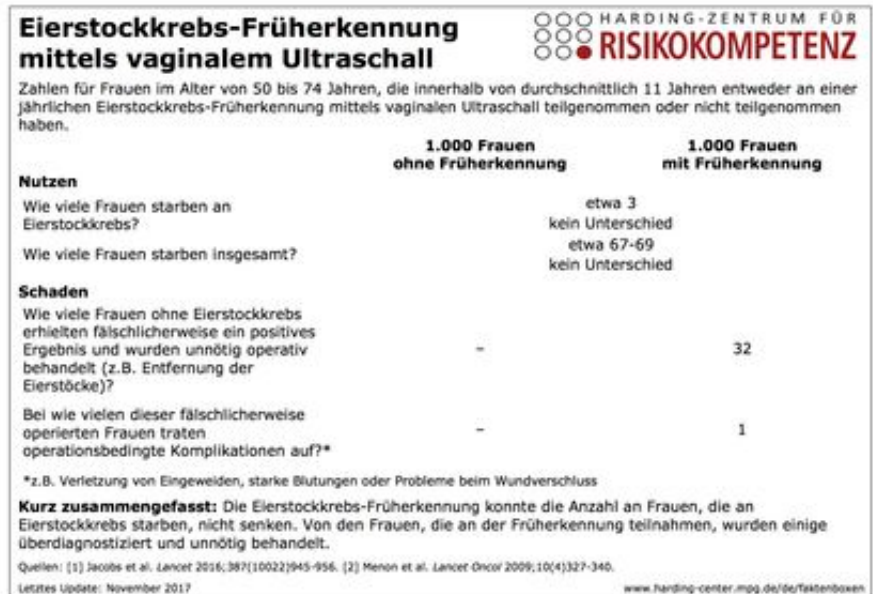 Eierstockkrebs-Früherkennung
mittels vaginalem Ultraschall
HARDING-ZENTRUM FÜR
RISIKOKOMPETENZ
Zahlen für Frauen im Alter von 50 bis 74 Jahren, die innerhalb von durchschnittlich 11 Jahren entweder an einer
jährlichen Eierstockkrebs-Früherkennung mittels vaginalen Ultraschall teilgenommen oder nicht teilgenommen
haben.
1.000 Frauen
ohne Früherkennung
1.000 Frauen
mit Früherkennung
Nutzen
Wie viele Frauen starben an
Eierstockkrebs?
etwa 3
kein Unterschied
Wie viele Frauen starben insgesamt?
etwa 67-69
kein Unterschied
Schaden
Wie viele Frauen ohne Eierstockkrebs
erhielten fälschlicherweise ein positives
Ergebnis und wurden unnötig operativ
behandelt (z.B. Entfernung der
Eierstöcke)?
–
32
Bei wie vielen dieser fälschlicherweise
operierten Frauen traten
operationsbedingte Komplikationen auf?*
–
1
*z.B. Verletzung von Eingeweiden, starke Blutungen oder Probleme beim Wundverschluss
Kurz zusammengefasst: Die Eierstockkrebs-Früherkennung konnte die Anzahl an Frauen, die an
Eierstockkrebs starben, nicht senken. Von den Frauen, die an der Früherkennung teilnahmen, wurden einige
überdiagnostiziert und unnötig behandelt.
Quellen: [1] Jacobs et al. Lancet 2016;387(10022)945-956. [2] Menon et al. Lancet Oncol 2009;10(4)327-340.
Letztes Update: November 2017
www.harding-center.mpg.de/de/faktenboxen